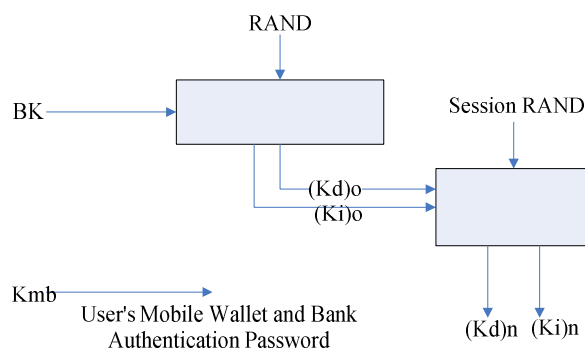 RAND
BK
Session RAND
(Kd)o
(Ki)o
Kmb
User's Mobile Wallet and Bank
Authentication Password
(Kd)n
(Ki)n